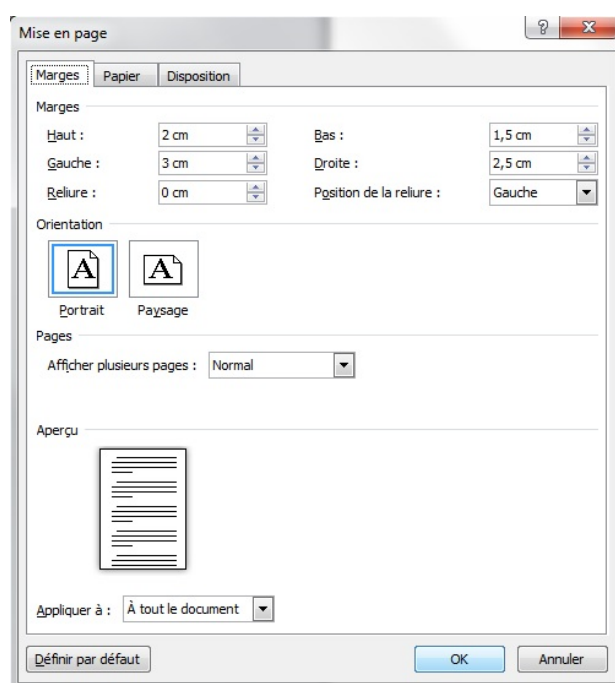 Mise en page
Marges Papier Disposition
Marges
Haut : 2 cm Bas : 1,5 cm
Gauche : 3 cm Droite : 2,5 cm
Reliure : 0 cm Position de la reliure : Gauche
Orientation
A A
Portrait Paysage
Pages
Afficher plusieurs pages : Normal
Aperçu
Appliquer à : À tout le document
Définir par défaut OK Annuler